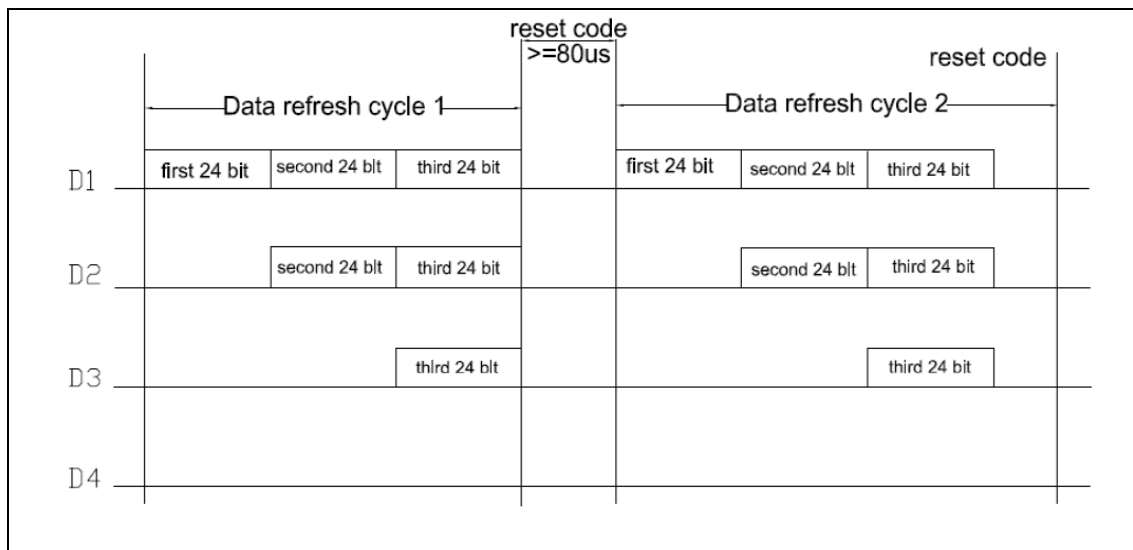 reset code
>=80us
reset code
Data refresh cycle 1
Data refresh cycle 2
D1
first 24 bit
second 24 blt
third 24 bit
first 24 bit
second 24 blt
third 24 bit
D2
second 24 blt
third 24 bit
second 24 blt
third 24 bit
D3
thlrd 24 blt
third 24 bit
D4